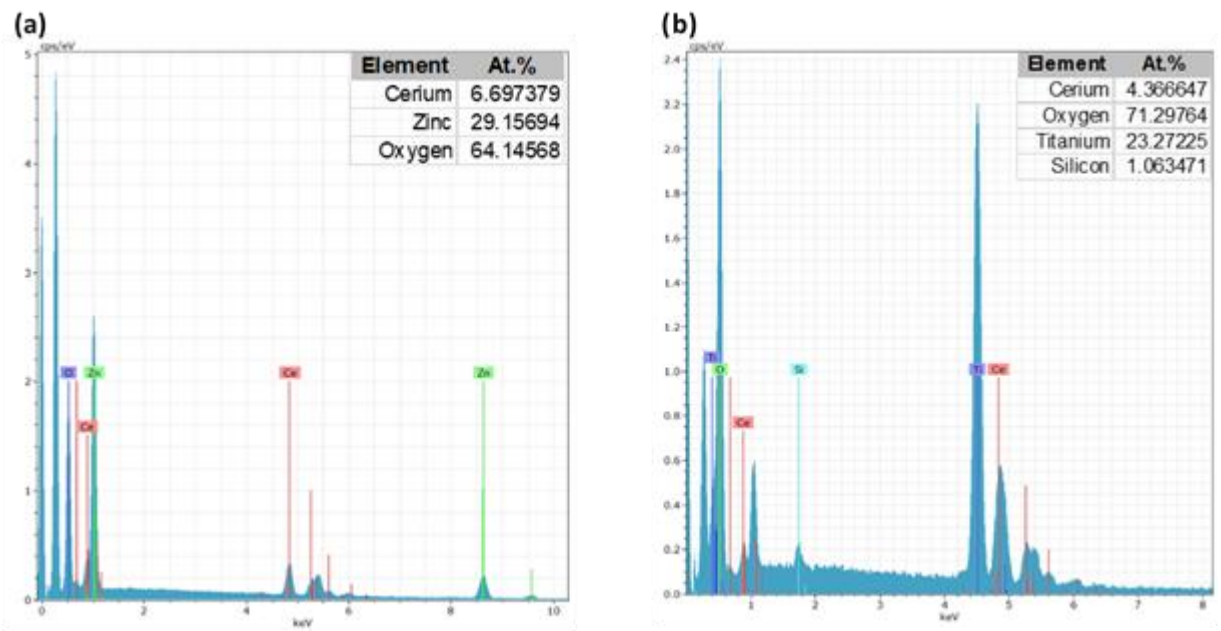 (a)
cps/eV
Element At.%
Cerium 6.697379
Zinc 29.15694
Oxygen 64.14568
5
4
3
2
1
0
O Zn Ce Zn
Ce
0 2 4 6 8 10
keV
(b)
cps/eV
Element At.%
Cerium 4.366647
Oxygen 71.29764
Titanium 23.27225
Silicon 1.063471
2.4
2.2
2.0
1.8
1.6
1.4
1.2
1.0
0.8
0.6
0.4
0.2
0.0
Ti
O Si Ti Ce
Ce
1 2 3 4 5 6 7 8
keV